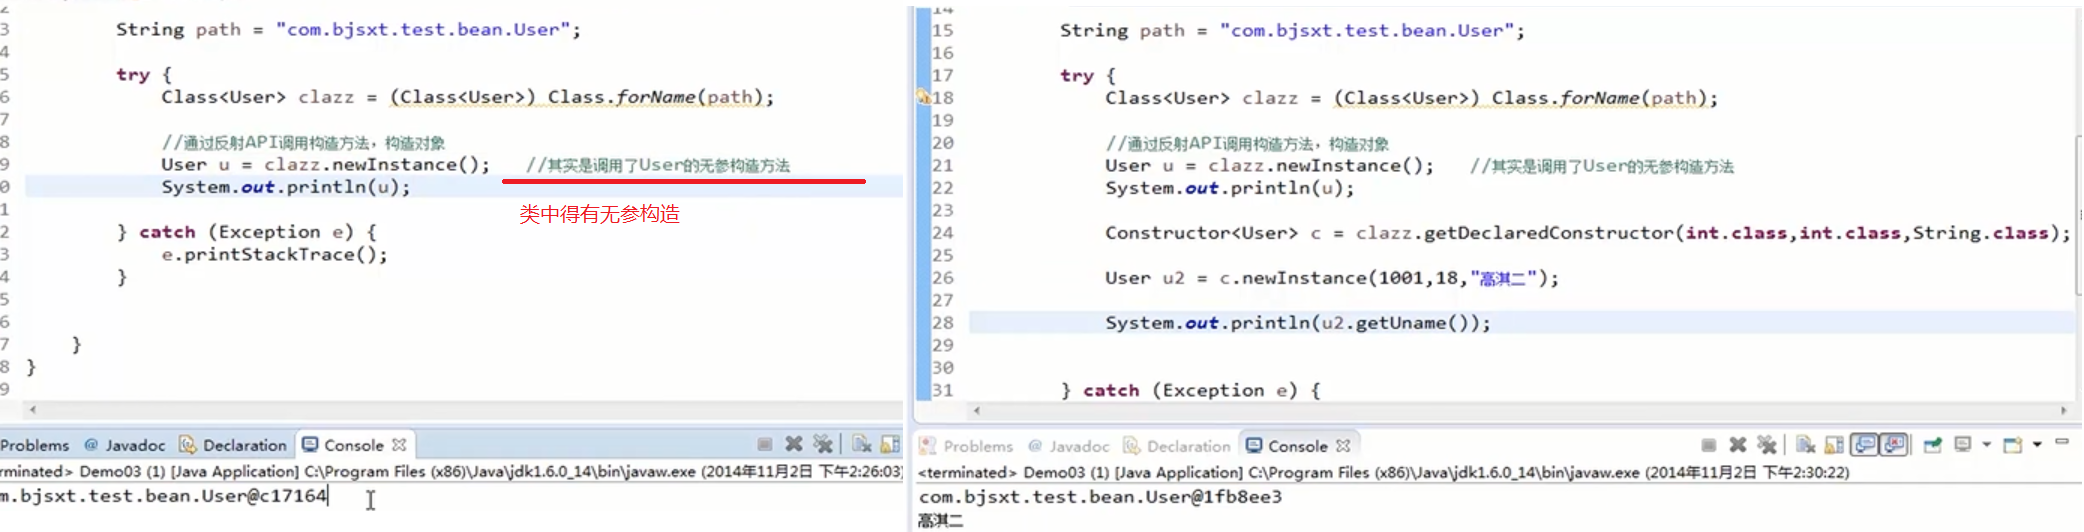 2
3 String path = "com.bjsxt.test.bean.User";
4
5 try {
6 Class<User> clazz = (Class<User>) Class.forName(path);
7
8 //通过反射API调用构造方法，构造对象
9 User u = clazz.newInstance(); //其实是调用了User的无参构造方法
0 System.out.println(u);
1 类中得有无参构造
2 } catch (Exception e) {
3 e.printStackTrace();
4 }
5
6
7 }
8 }
9
Problems @ Javadoc Declaration Console
rminated> Demo03 (1) [Java Application] C:\Program Files (x86)\Java\jdk1.6.0_14\bin\javaw.exe (2014年11月2日 下午2:26:03)
m.bjsxt.test.bean.User@c17164
14
15 String path = "com.bjsxt.test.bean.User";
16
17 try {
18 Class<User> clazz = (Class<User>) Class.forName(path);
19
20 //通过反射API调用构造方法，构造对象
21 User u = clazz.newInstance(); //其实是调用了User的无参构造方法
22 System.out.println(u);
23
24 Constructor<User> c = clazz.getDeclaredConstructor(int.class,int.class,String.class);
25
26 User u2 = c.newInstance(1001,18,"高淇二");
27
28 System.out.println(u2.getUname());
29
30
31 } catch (Exception e) {
Problems @ Javadoc Declaration Console
<terminated> Demo03 (1) [Java Application] C:\Program Files (x86)\Java\jdk1.6.0_14\bin\javaw.exe (2014年11月2日 下午2:30:22)
com.bjsxt.test.bean.User@1fb8ee3
高淇二